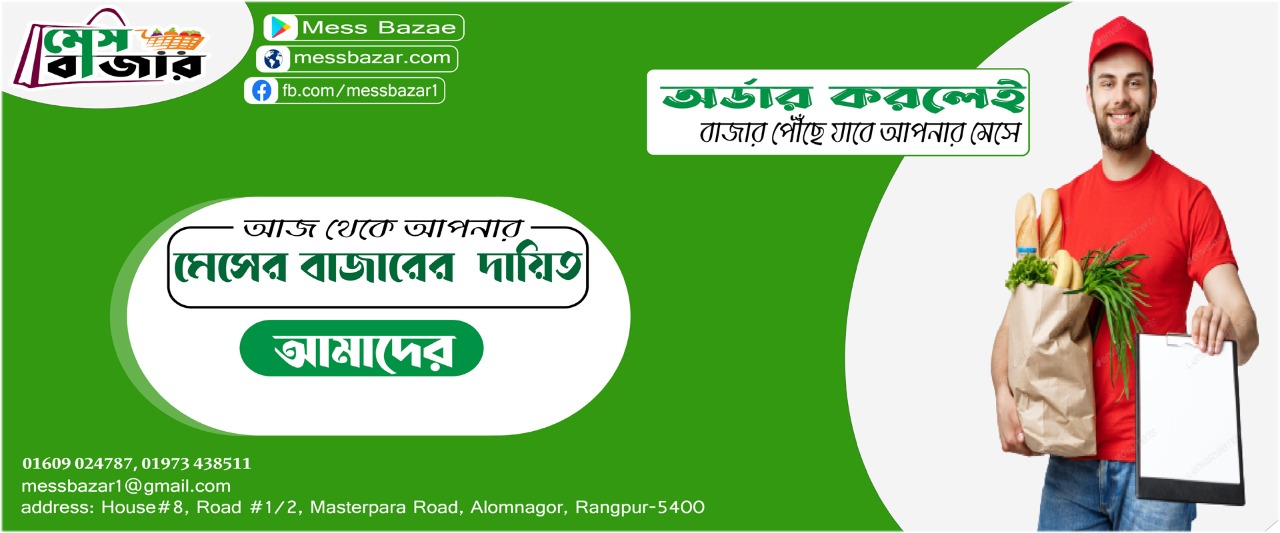 মেস
বাজার
Mess Bazae
messbazar.com
fb.com/messbazar1
অর্ডার করলেই
বাজার পৌঁছে যাবে আপনার মেসে
আজ থেকে আপনার
মেসের বাজারের দায়িত
আমাদের
01609 024787, 01973 438511
messbazar1@gmail.com
address: House#8, Road #1/2, Masterpara Road, Alomnagor, Rangpur-5400